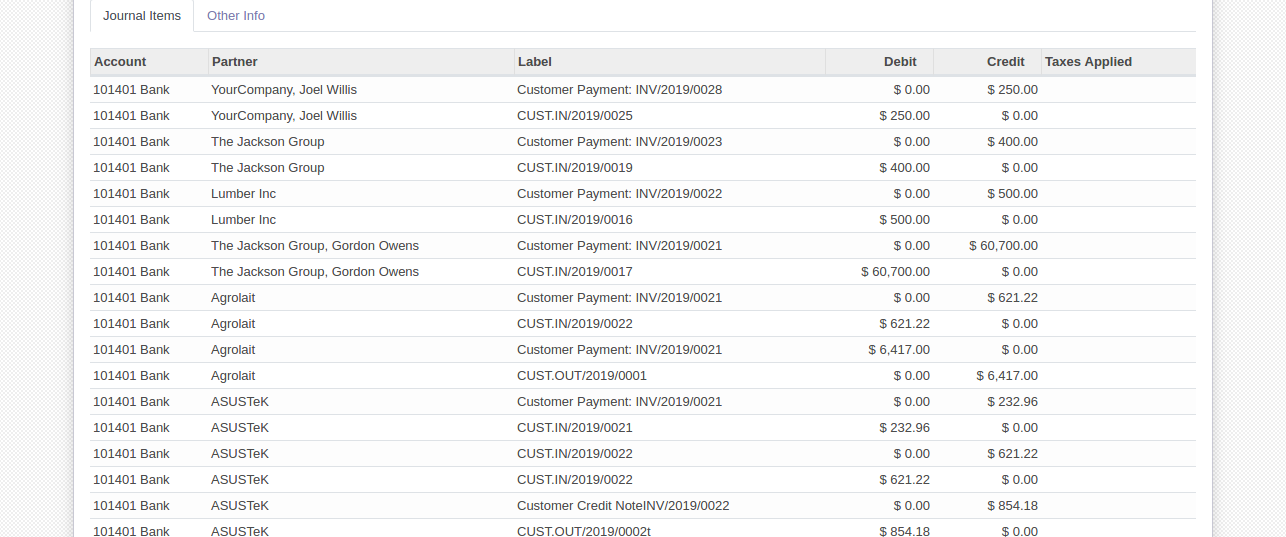 Journal Items Other Info
Account Partner Label Debit Credit Taxes Applied
101401 Bank YourCompany, Joel Willis Customer Payment: INV/2019/0028 $ 0.00 $ 250.00
101401 Bank YourCompany, Joel Willis CUST.IN/2019/0025 $ 250.00 $ 0.00
101401 Bank The Jackson Group Customer Payment: INV/2019/0023 $ 0.00 $ 400.00
101401 Bank The Jackson Group CUST.IN/2019/0019 $ 400.00 $ 0.00
101401 Bank Lumber Inc Customer Payment: INV/2019/0022 $ 0.00 $ 500.00
101401 Bank Lumber Inc CUST.IN/2019/0016 $ 500.00 $ 0.00
101401 Bank The Jackson Group, Gordon Owens Customer Payment: INV/2019/0021 $ 0.00 $ 60,700.00
101401 Bank The Jackson Group, Gordon Owens CUST.IN/2019/0017 $ 60,700.00 $ 0.00
101401 Bank Agrolait Customer Payment: INV/2019/0021 $ 0.00 $ 621.22
101401 Bank Agrolait CUST.IN/2019/0022 $ 621.22 $ 0.00
101401 Bank Agrolait Customer Payment: INV/2019/0021 $ 6,417.00 $ 0.00
101401 Bank Agrolait CUST.OUT/2019/0001 $ 0.00 $ 6,417.00
101401 Bank ASUSTeK Customer Payment: INV/2019/0021 $ 0.00 $ 232.96
101401 Bank ASUSTeK CUST.IN/2019/0021 $ 232.96 $ 0.00
101401 Bank ASUSTeK CUST.IN/2019/0022 $ 0.00 $ 621.22
101401 Bank ASUSTeK CUST.IN/2019/0022 $ 621.22 $ 0.00
101401 Bank ASUSTeK Customer Credit NoteINV/2019/0022 $ 0.00 $ 854.18
101401 Bank ASUSTeK CUST.OUT/2019/0002t $ 854.18 $ 0.00